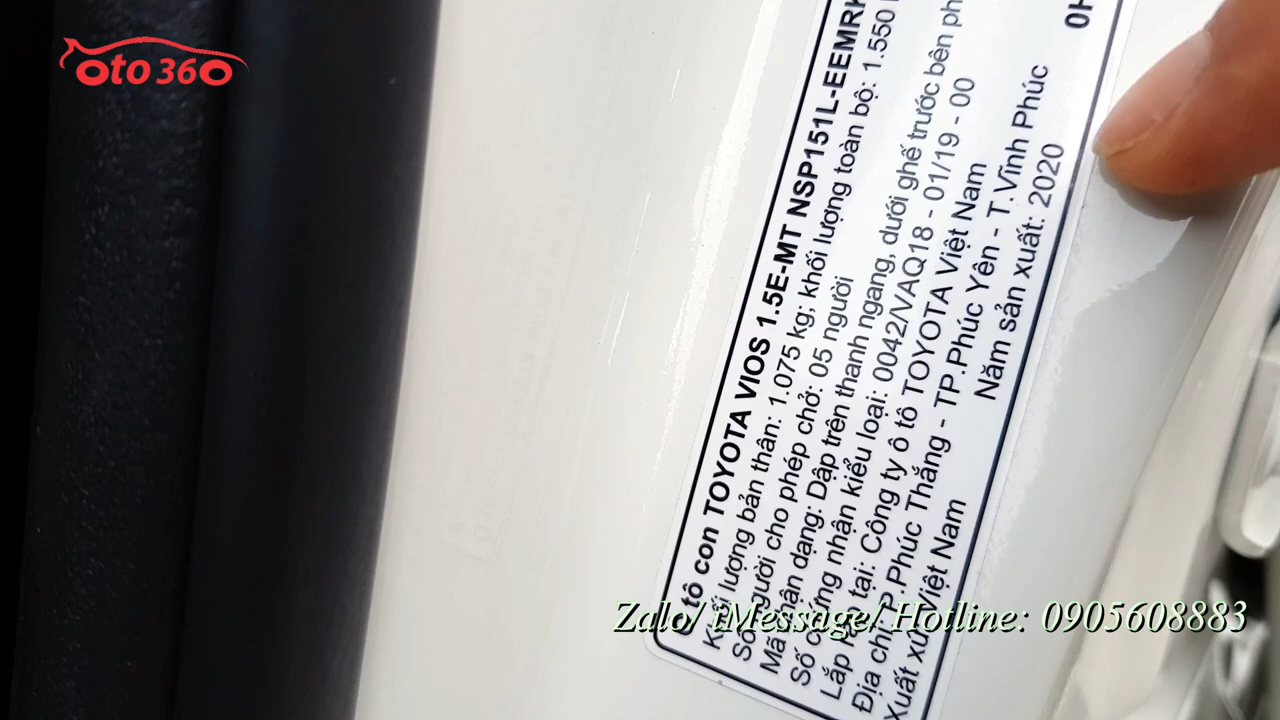 oto 360
Ô tô con TOYOTA VIOS 1.5E-MT NSP151L-EEMRK
Khối lượng bản thân: 1.075 kg; khối lượng toàn bộ: 1.550
Số người cho phép chở: 05 người
Mã nhận dạng: Dập trên thanh ngang, dưới ghế trước bên ph
Số chứng nhận kiểu loại: 0042/VAQ18 - 01/19 - 00
Lắp ráp tại: Công ty ô tô TOYOTA Việt Nam
Địa chỉ: P.Phúc Thắng - TP.Phúc Yên - T.Vĩnh Phúc
Xuất xứ: Việt Nam Năm sản xuất: 2020
0H
Zalo/ iMessage/ Hotline: 0905608883